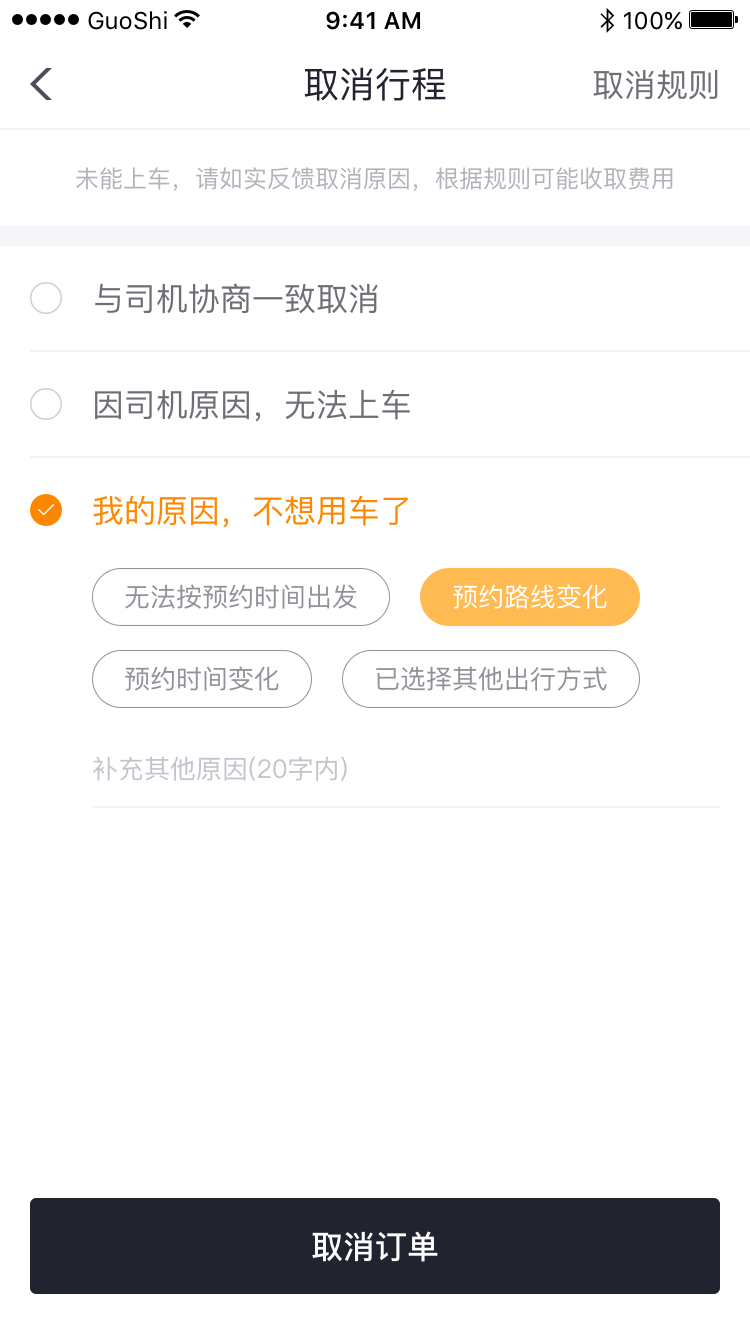 GuoShi 9:41 AM 100%
取消行程 取消规则
未能上车，请如实反馈取消原因，根据规则可能收取费用
与司机协商一致取消
因司机原因，无法上车
我的原因，不想用车了
无法按预约时间出发 预约路线变化
预约时间变化 已选择其他出行方式
补充其他原因(20字内)
取消订单